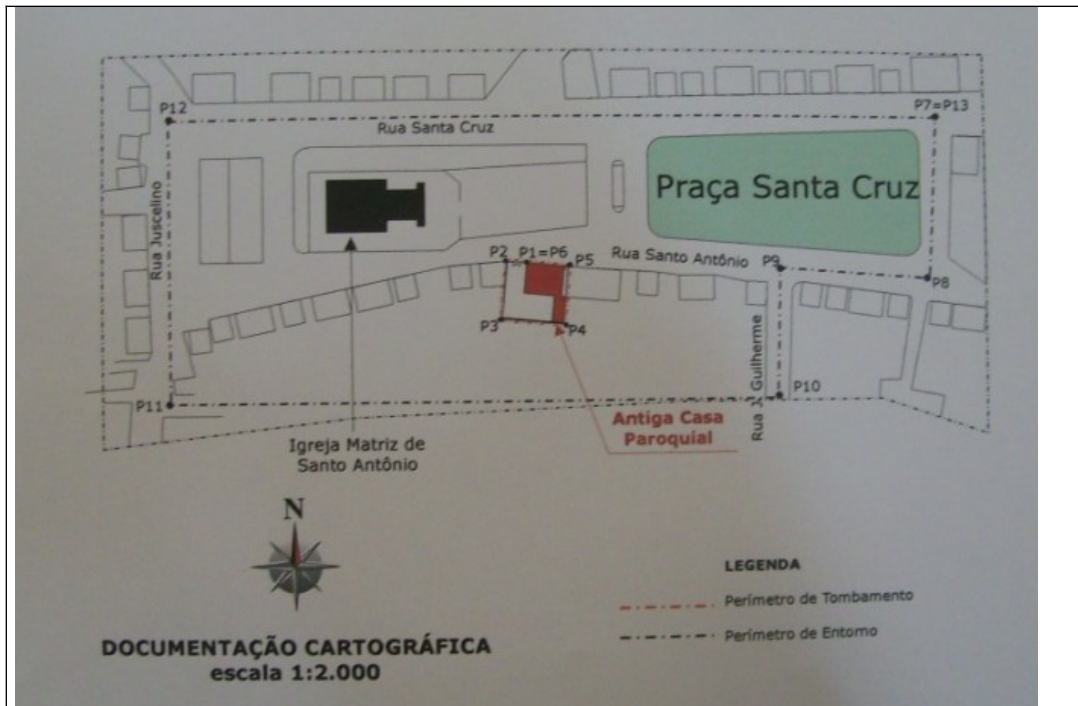 P12
P7=P13
Rua Santa Cruz
Praça Santa Cruz
Rua Juscelino
P2
P1=P6
P5
Rua Santo Antônio
P9
P8
P3
P4
Rua J. Guilherme
P10
P11
Antiga Casa
Paroquial
Igreja Matriz de
Santo Antônio
N
LEGENDA
Perímetro de Tombamento
Perímetro de Entorno
DOCUMENTAÇÃO CARTOGRÁFICA
escala 1:2.000